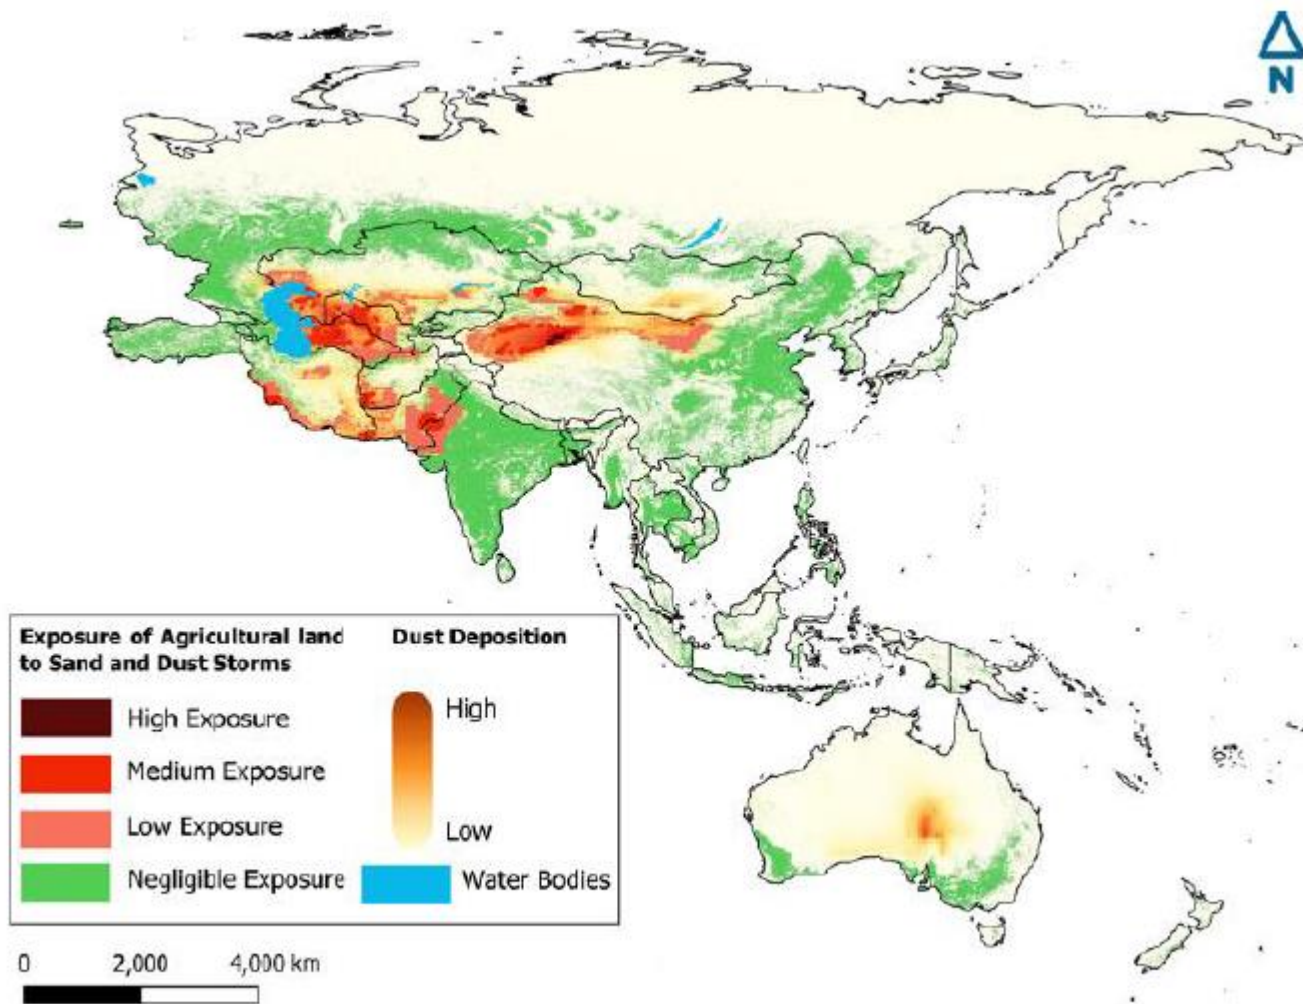 N
Exposure of Agricultural land
to Sand and Dust Storms
High Exposure
Medium Exposure
Low Exposure
Negligible Exposure
Dust Deposition
High
Low
Water Bodies
0 2,000 4,000 km